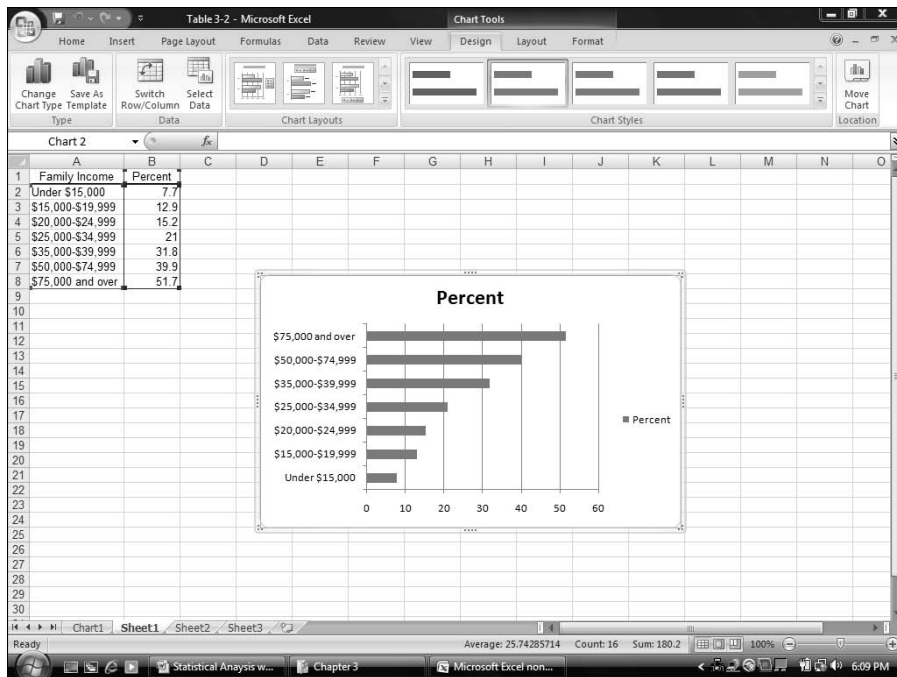 Table 3-2 - Microsoft Excel Chart Tools
Home Insert Page Layout Formulas Data Review View Design Layout Format
Change Chart Type Save As Template Switch Row/Column Select Data Move Chart
Type Data Chart Layouts Chart Styles Location
Chart 2 fx
A B C D E F G H I J K L M N O
1 Family Income Percent
2 Under $15,000 7.7
3 $15,000-$19,999 12.9
4 $20,000-$24,999 15.2
5 $25,000-$34,999 21
6 $35,000-$39,999 31.8
7 $50,000-$74,999 39.9
8 $75,000 and over 51.7
9
10
11
12
13
14
15
16
17
18
19
20
21
22
23
24
25
26
27
28
29
30
Percent
$75,000 and over
$50,000-$74,999
$35,000-$39,999
$25,000-$34,999
$20,000-$24,999
$15,000-$19,999
Under $15,000
0 10 20 30 40 50 60
Percent
Chart1 Sheet1 Sheet2 Sheet3
Ready Average: 25.74285714 Count: 16 Sum: 180.2 100%
Statistical Anaysis w... Chapter 3 Microsoft Excel non... 6:09 PM